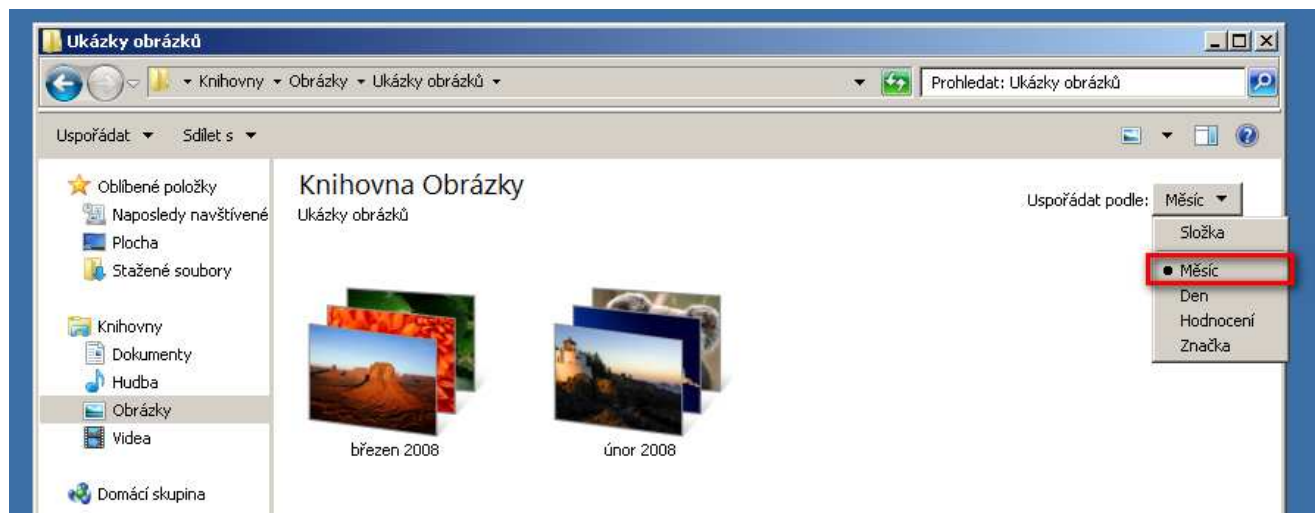 Ukázky obrázků
Knihovny Obrázky Ukázky obrázků
Prohledat: Ukázky obrázků
Uspořádat Sdílet s
Oblíbené položky
Naposledy navštívené
Plocha
Stažené soubory
Knihovny
Dokumenty
Hudba
Obrázky
Videa
Domácí skupina
Knihovna Obrázky
Ukázky obrázků
Uspořádat podle: Měsíc
Složka
Měsíc
Den
Hodnocení
Značka
březen 2008
únor 2008